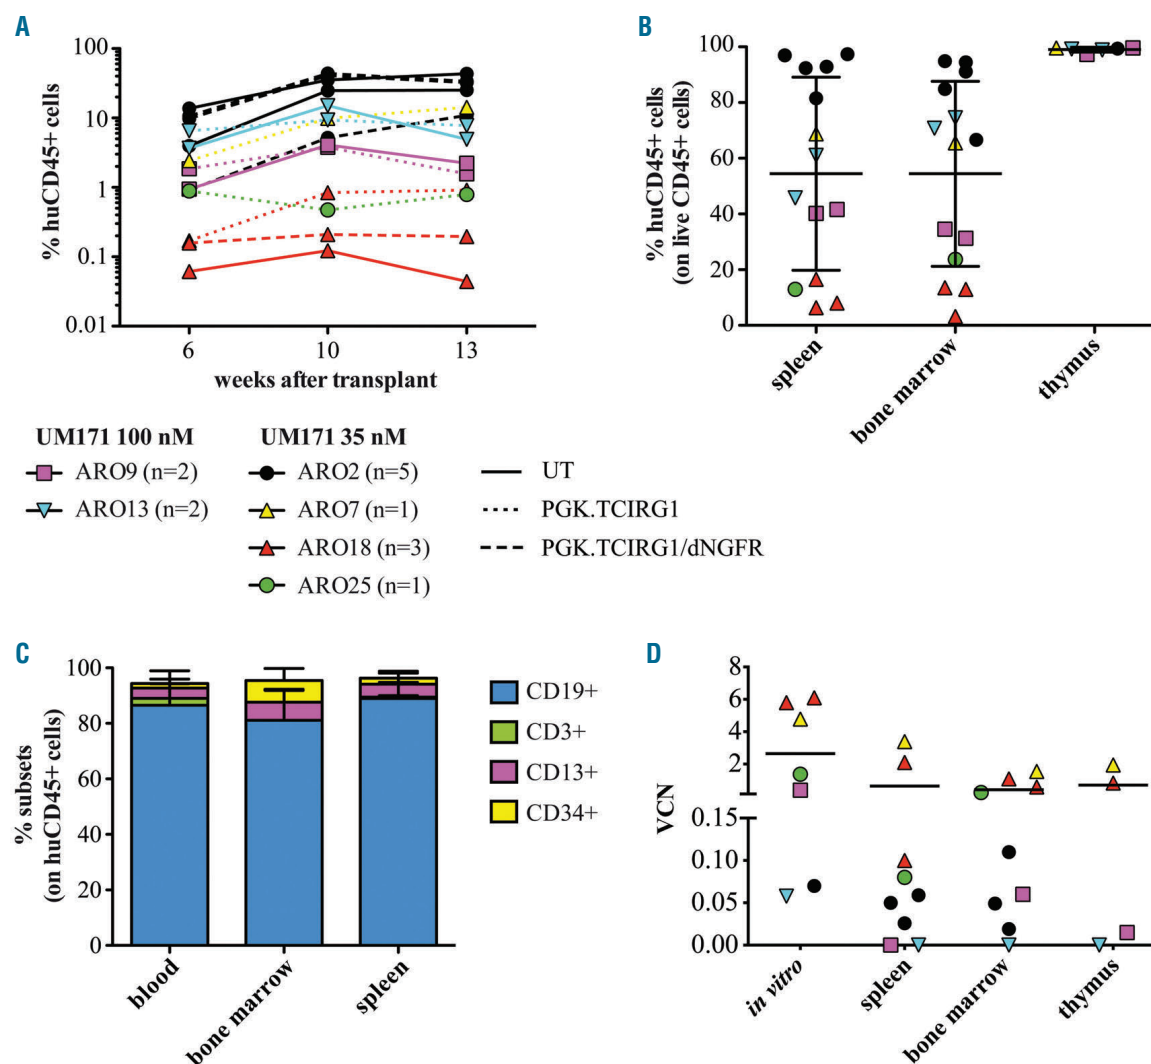 A
% huCD45+ cells
100
10
1
0.1
0.01
6
10
13
weeks after transplant
B
% huCD45+ cells
(on live CD45+ cells)
100
80
60
40
20
0
spleen
bone marrow
thymus
UM171 100 nM
ARO9 (n=2)
ARO13 (n=2)
UM171 35 nM
ARO2 (n=5)
ARO7 (n=1)
ARO18 (n=3)
ARO25 (n=1)
UT
PGK.TCIRG1
PGK.TCIRG1/dNGFR
C
% subsets
(on huCD45+ cells)
100
80
60
40
20
0
blood
bone marrow
spleen
CD19+
CD3+
CD13+
CD34+
D
VCN
8
6
4
2
0.15
0.10
0.05
0.00
in vitro
spleen
bone marrow
thymus